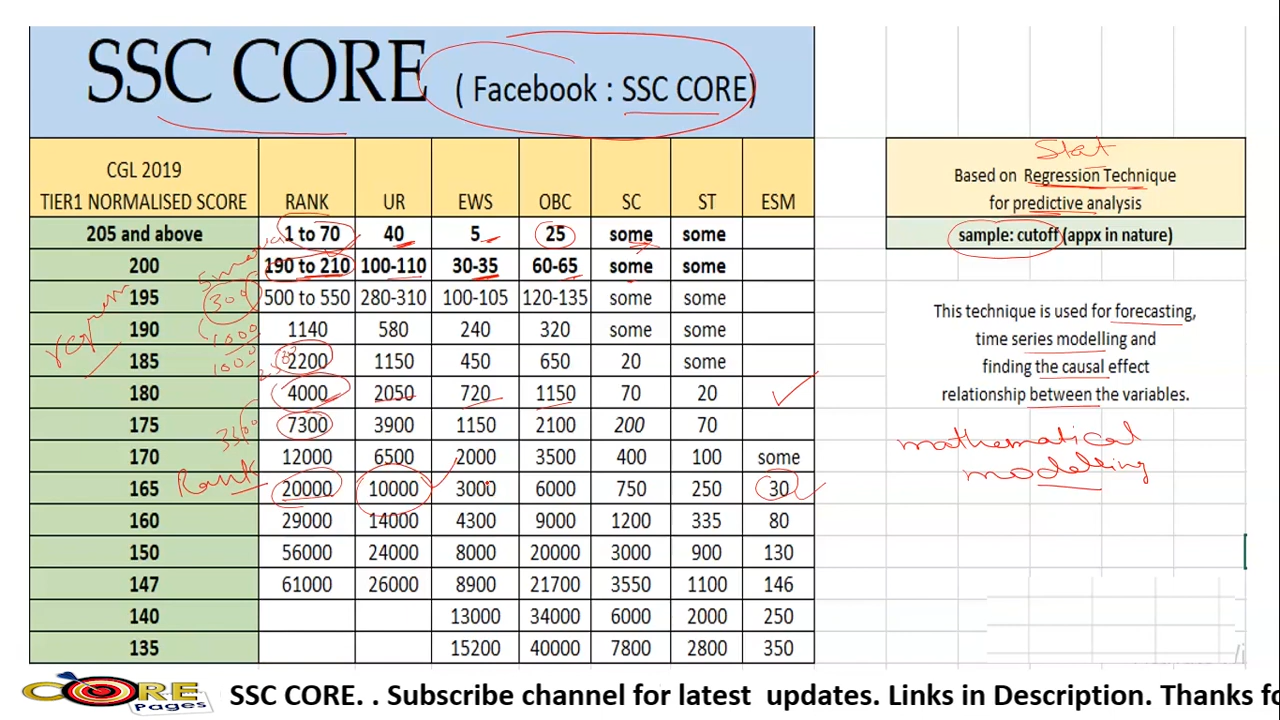 SSC CORE ( Facebook : SSC CORE)
CGL 2019 TIER1 NORMALISED SCORE RANK UR EWS OBC SC ST ESM
205 and above 1 to 70 40 5 25 some some
200 190 to 210 100-110 30-35 60-65 some some
195 500 to 550 280-310 100-105 120-135 some some
190 1140 580 240 320 some some
185 2200 1150 450 650 20 some
180 4000 2050 720 1150 70 20
175 7300 3900 1150 2100 200 70
170 12000 6500 2000 3500 400 100 some
165 20000 10000 3000 6000 750 250 30
160 29000 14000 4300 9000 1200 335 80
150 56000 24000 8000 20000 3000 900 130
147 61000 26000 8900 21700 3550 1100 146
140 13000 34000 6000 2000 250
135 15200 40000 7800 2800 350
300
1000
1000
3300
Rank
Stat
Based on Regression Technique
for predictive analysis
sample: cutoff (appx in nature)
This technique is used for forecasting,
time series modelling and
finding the causal effect
relationship between the variables.
mathematical
modelling
CORE
Pages
SSC CORE. . Subscribe channel for latest updates. Links in Description. Thanks fo